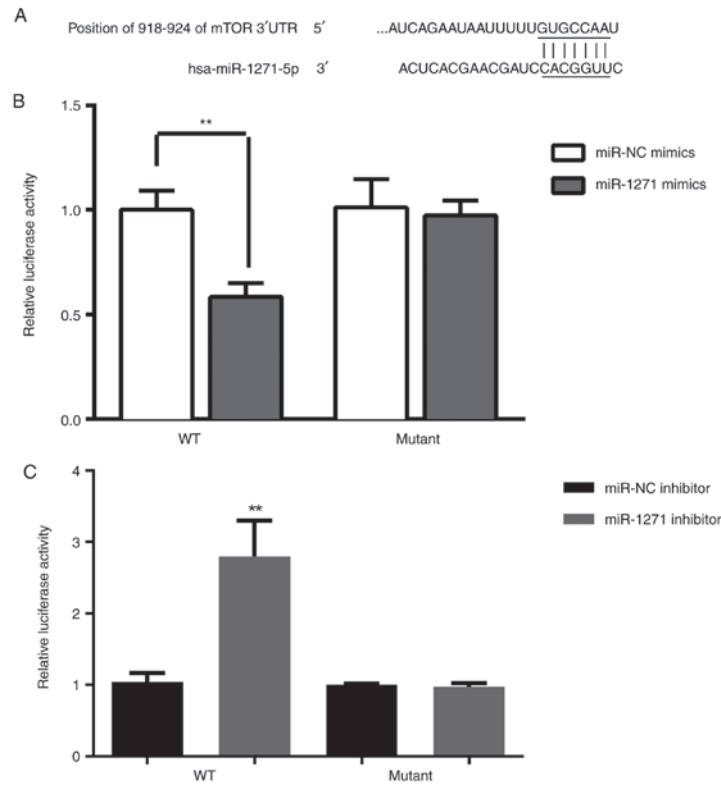 A
Position of 918-924 of mTOR 3′UTR 5′ ...AUCAGAAUAAUUUUUGUGCCAAU
hsa-miR-1271-5p 3′ ACUCACGAACGAUCCACGGUUC
B
1.5
**
miR-NC mimics
miR-1271 mimics
1.0
Relative luciferase activity
0.5
0.0
WT Mutant
C
4
miR-NC inhibitor
**
miR-1271 inhibitor
3
Relative luciferase activity
2
1
0
WT Mutant